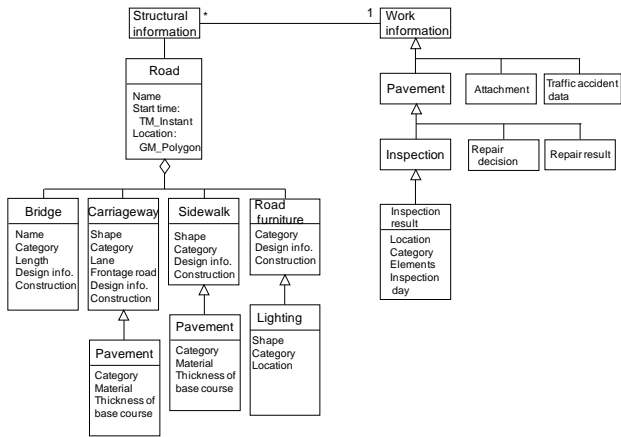 Structural
information
*
1
Work
information
Road
Name
Start time:
TM_Instant
Location:
GM_Polygon
Pavement
Attachment
Traffic accident
data
Inspection
Repair
decision
Repair result
Bridge
Name
Category
Length
Design info.
Construction
Carriageway
Shape
Category
Lane
Frontage road
Design info.
Construction
Sidewalk
Shape
Category
Design info.
Construction
Road
furniture
Category
Design info.
Construction
Inspection
result
Location
Category
Elements
Inspection
day
Pavement
Category
Material
Thickness of
base course
Pavement
Category
Material
Thickness of
base course
Lighting
Shape
Category
Location